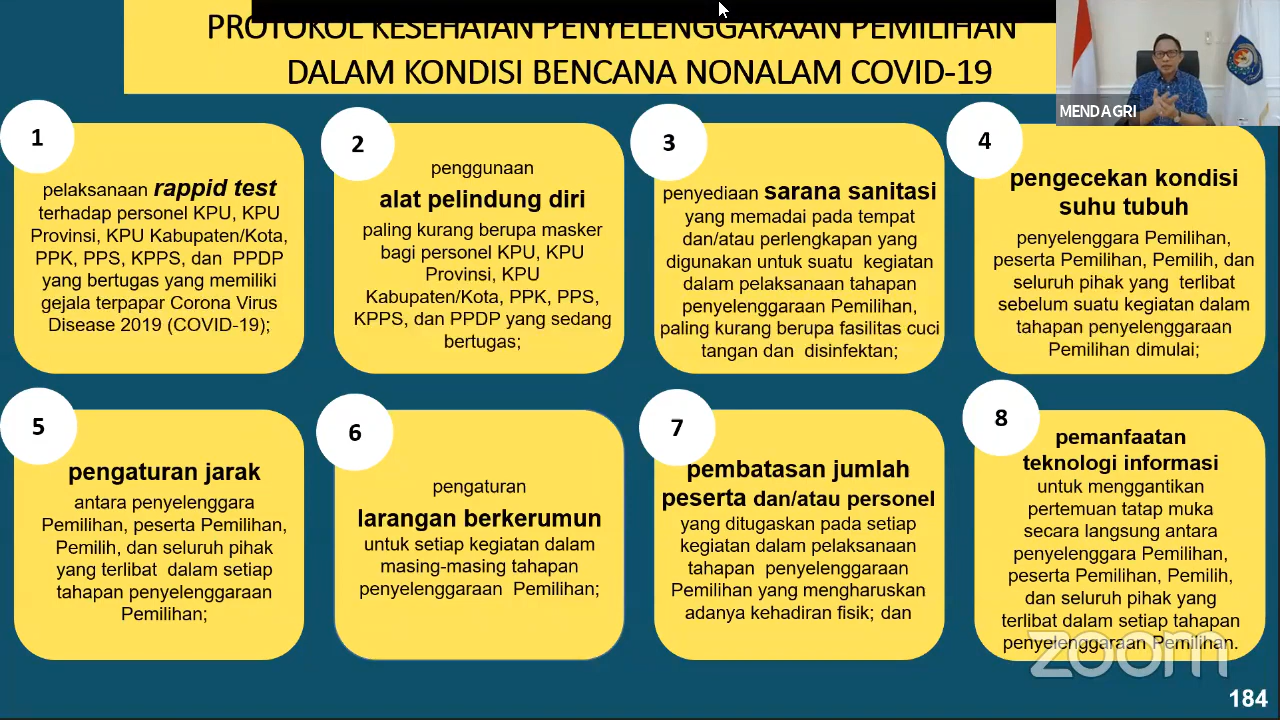 PROTOKOL KESEHATAN PENYELENGGARAAN PEMILIHAN
DALAM KONDISI BENCANA NONALAM COVID-19
MENDAGRI
1
pelaksanaan rappid test
terhadap personel KPU, KPU
Provinsi, KPU Kabupaten/Kota,
PPK, PPS, KPPS, dan PPDP
yang bertugas yang memiliki
gejala terpapar Corona Virus
Disease 2019 (COVID-19);
2
penggunaan
alat pelindung diri
paling kurang berupa masker
bagi personel KPU, KPU
Provinsi, KPU
Kabupaten/Kota, PPK, PPS,
KPPS, dan PPDP yang sedang
bertugas;
3
penyediaan sarana sanitasi
yang memadai pada tempat
dan/atau perlengkapan yang
digunakan untuk suatu kegiatan
dalam pelaksanaan tahapan
penyelenggaraan Pemilihan,
paling kurang berupa fasilitas cuci
tangan dan disinfektan;
4
pengecekan kondisi
suhu tubuh
penyelenggara Pemilihan,
peserta Pemilihan, Pemilih, dan
seluruh pihak yang terlibat
sebelum suatu kegiatan dalam
tahapan penyelenggaraan
Pemilihan dimulai;
5
pengaturan jarak
antara penyelenggara
Pemilihan, peserta Pemilihan,
Pemilih, dan seluruh pihak
yang terlibat dalam setiap
tahapan penyelenggaraan
Pemilihan;
6
pengaturan
larangan berkerumun
untuk setiap kegiatan dalam
masing-masing tahapan
penyelenggaraan Pemilihan;
7
pembatasan jumlah
peserta dan/atau personel
yang ditugaskan pada setiap
kegiatan dalam pelaksanaan
tahapan penyelenggaraan
Pemilihan yang mengharuskan
adanya kehadiran fisik; dan
8
pemanfaatan
teknologi informasi
untuk menggantikan
pertemuan tatap muka
secara langsung antara
penyelenggara Pemilihan,
peserta Pemilihan, Pemilih,
dan seluruh pihak yang
terlibat dalam setiap tahapan
penyelenggaraan Pemilihan.
zoom
184